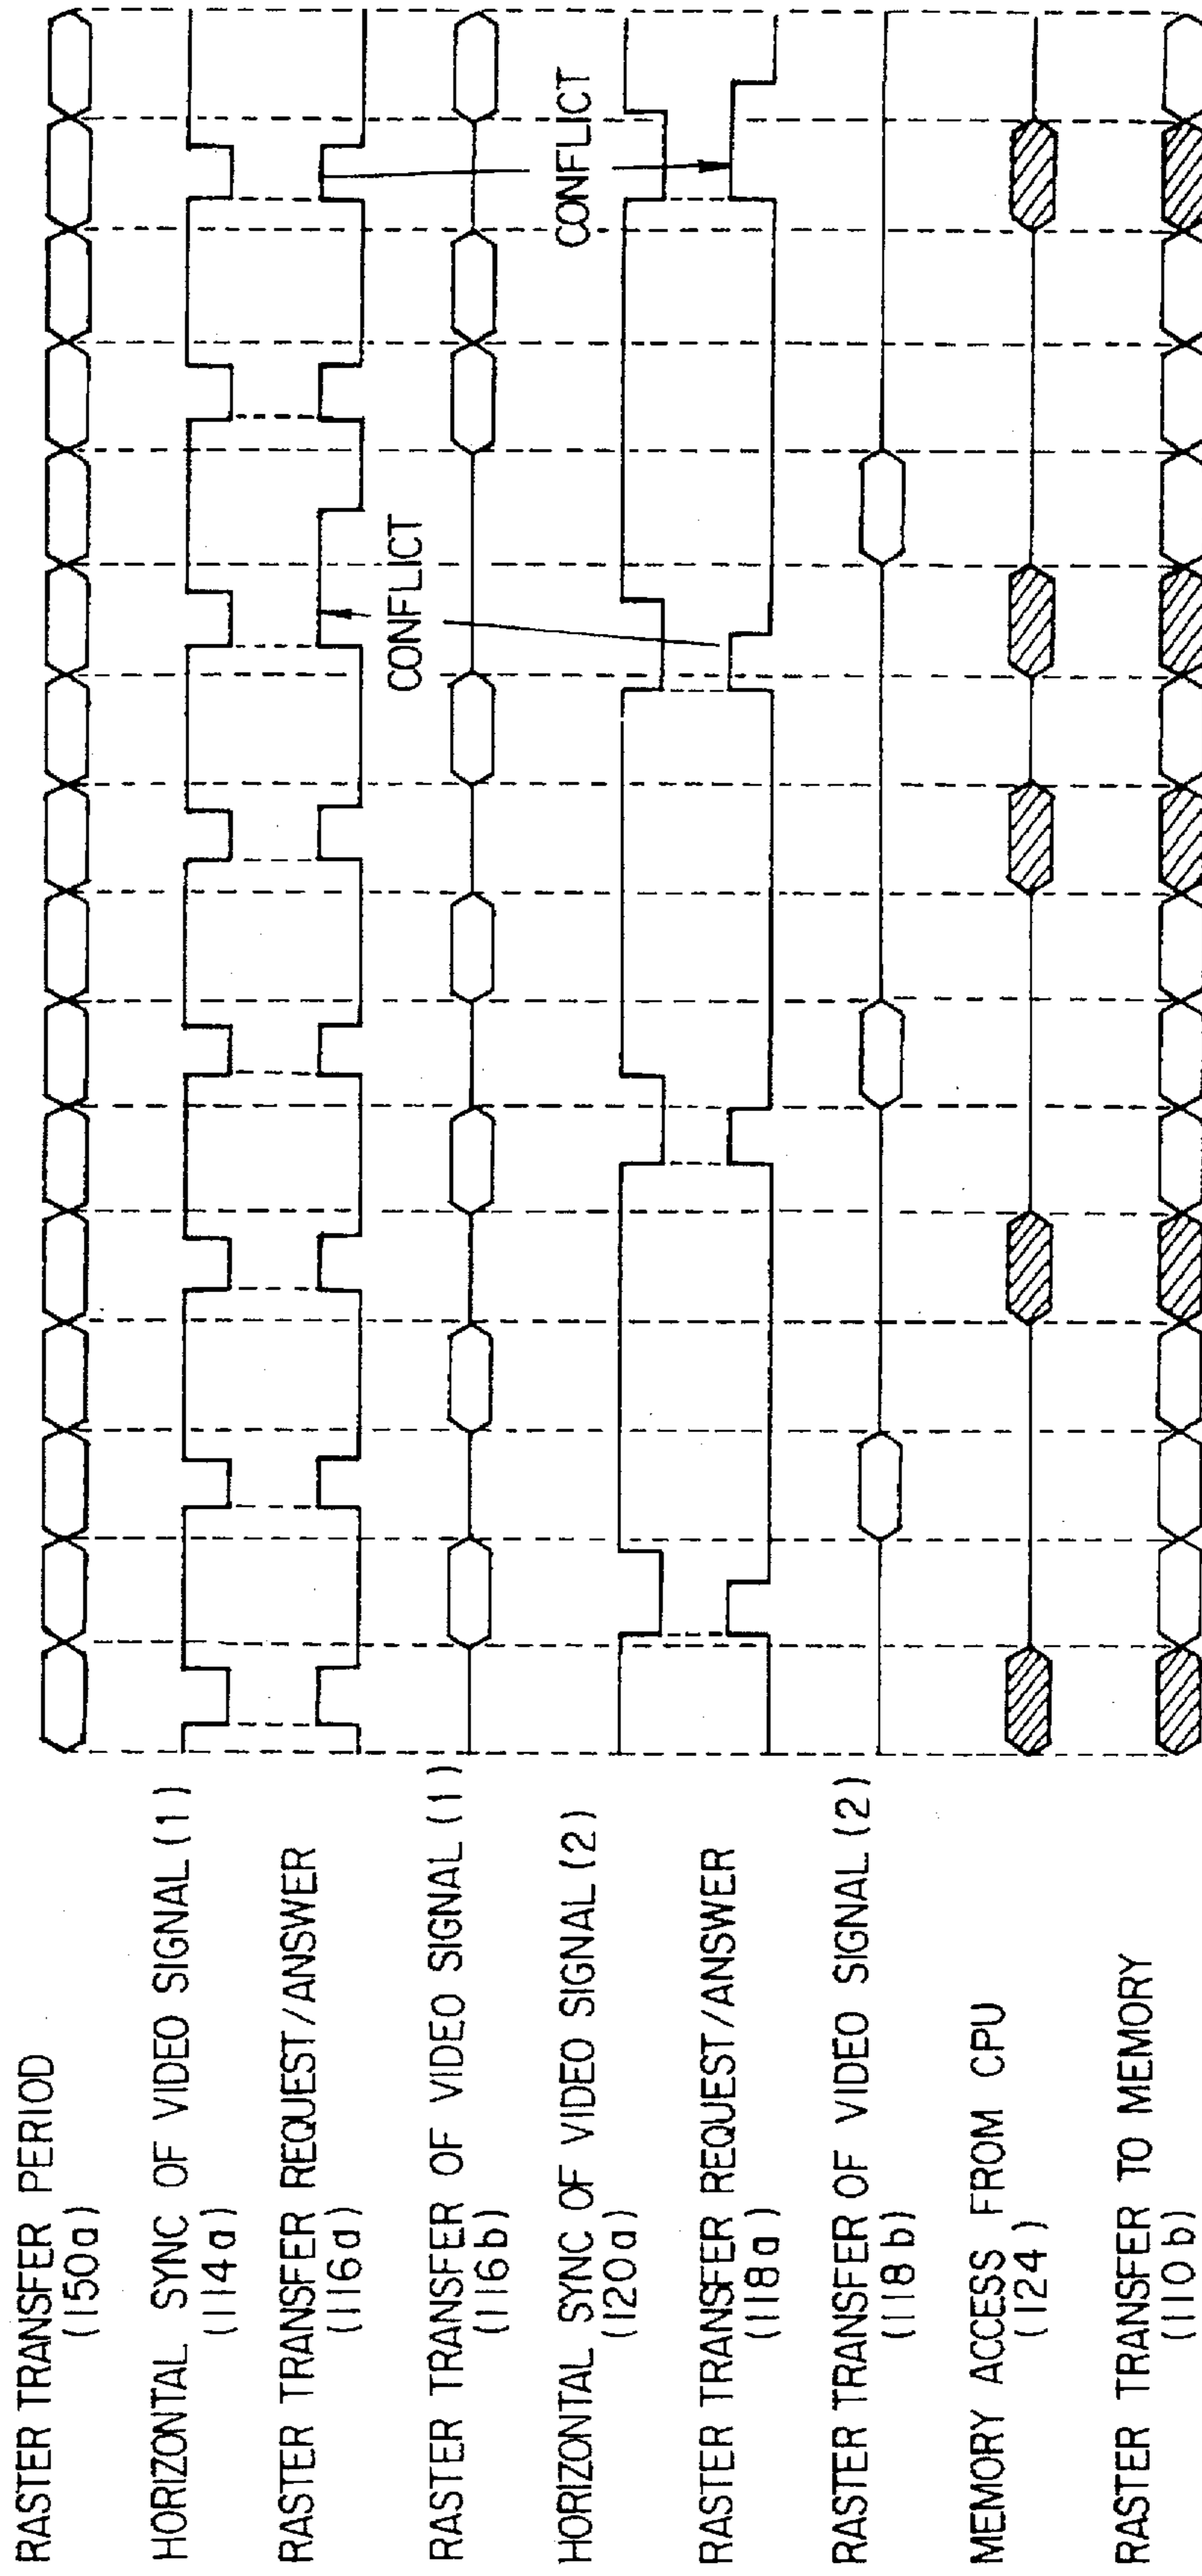 RASTER TRANSFER PERIOD
(150a)
HORIZONTAL SYNC OF VIDEO SIGNAL (1)
(114a)
RASTER TRANSFER REQUEST/ANSWER
(116a)
RASTER TRANSFER OF VIDEO SIGNAL (1)
(116b)
HORIZONTAL SYNC OF VIDEO SIGNAL (2)
(120a)
RASTER TRANSFER REQUEST/ANSWER
(118a)
RASTER TRANSFER OF VIDEO SIGNAL (2)
(118b)
MEMORY ACCESS FROM CPU
(124)
RASTER TRANSFER TO MEMORY
(110b)
CONFLICT
CONFLICT